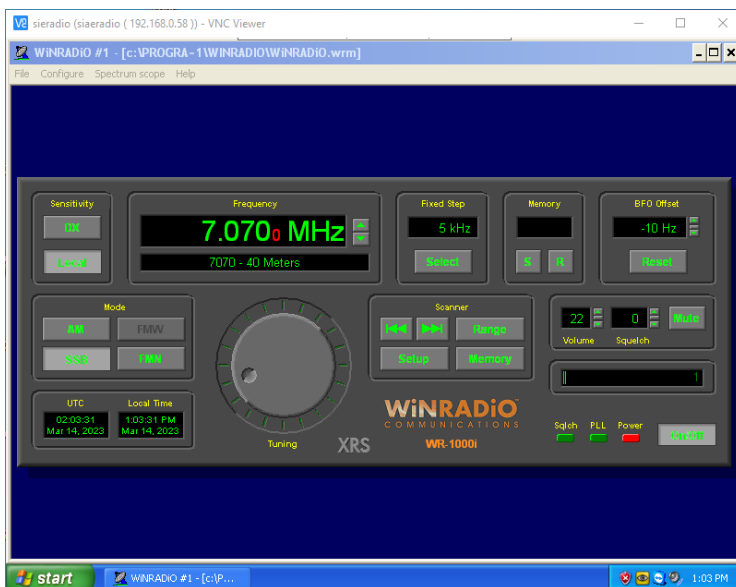 sieradio (siaeradio ( 192.168.0.58 )) - VNC Viewer
WiNRADiO #1 - [c:\PROGRA~1\WINRADIO\WiNRADiO.wrm]
File Configure Spectrum scope Help
Sensitivity
DX
Local
Frequency
7.0700 MHz
7070 - 40 Meters
Fixed Step
5 kHz
Select
Memory
S R
BFO Offset
-10 Hz
Reset
Mode
AM FMW
SSB FMN
Scanner
Range
Setup Memory
22 0 Mute
Volume Squelch
1
UTC Local Time
02:03:31 1:03:31 PM
Mar 14, 2023 Mar 14, 2023
Tuning
XRS
WiNRADiO
COMMUNICATIONS
WR-1000i
Sqlch PLL Power
start
WiNRADiO #1 - [c:\P...
1:03 PM